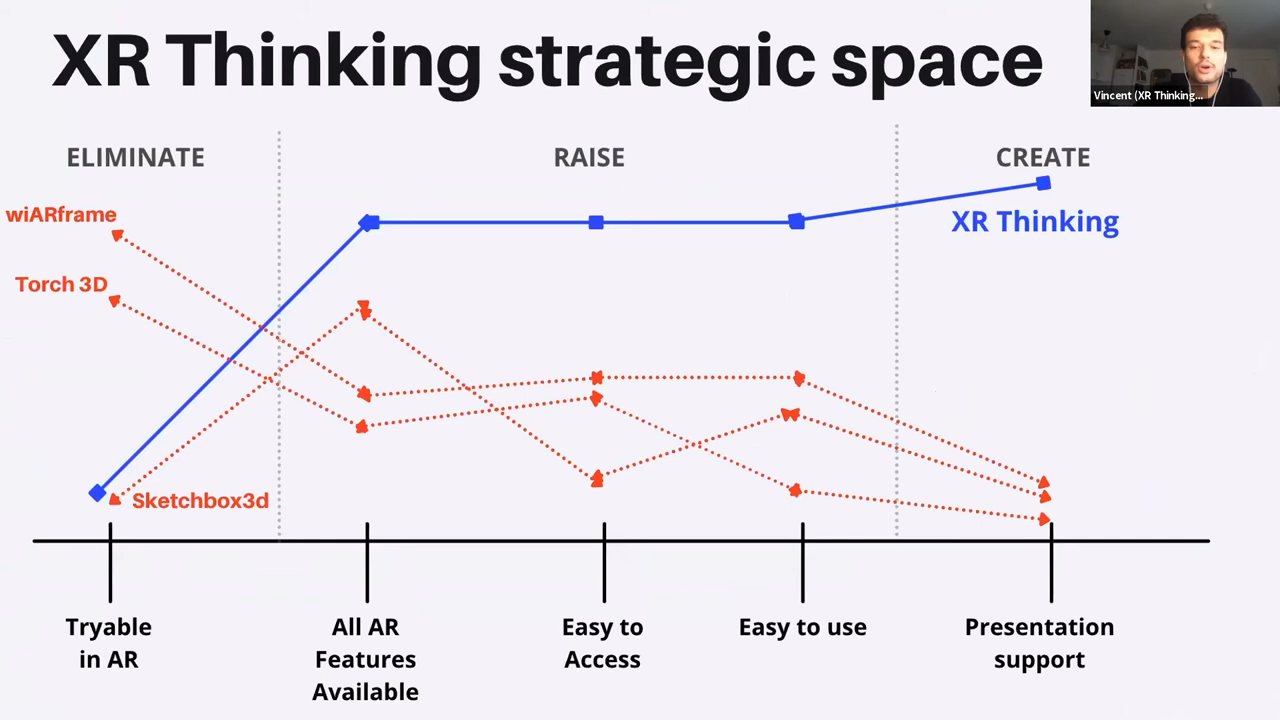 XR Thinking strategic space
Vincent (XR Thinking...
ELIMINATE
RAISE
CREATE
wiARframe
XR Thinking
Torch 3D
Sketchbox3d
Tryable
in AR
All AR
Features
Available
Easy to
Access
Easy to use
Presentation
support